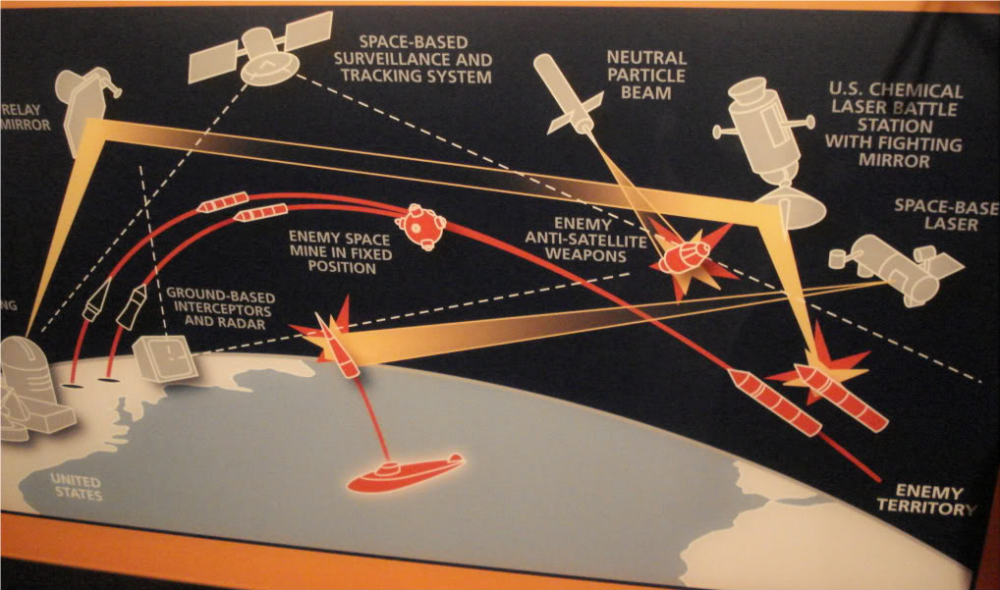 SPACE-BASED
SURVEILLANCE AND
TRACKING SYSTEM
NEUTRAL
PARTICLE
BEAM
U.S. CHEMICAL
LASER BATTLE
STATION
WITH FIGHTING
MIRROR
RELAY
MIRROR
SPACE-BASE
LASER
ENEMY
ANTI-SATELLITE
WEAPONS
ENEMY SPACE
MINE IN FIXED
POSITION
GROUND-BASED
INTERCEPTORS
AND RADAR
NG
UNITED
STATES
ENEMY
TERRITORY